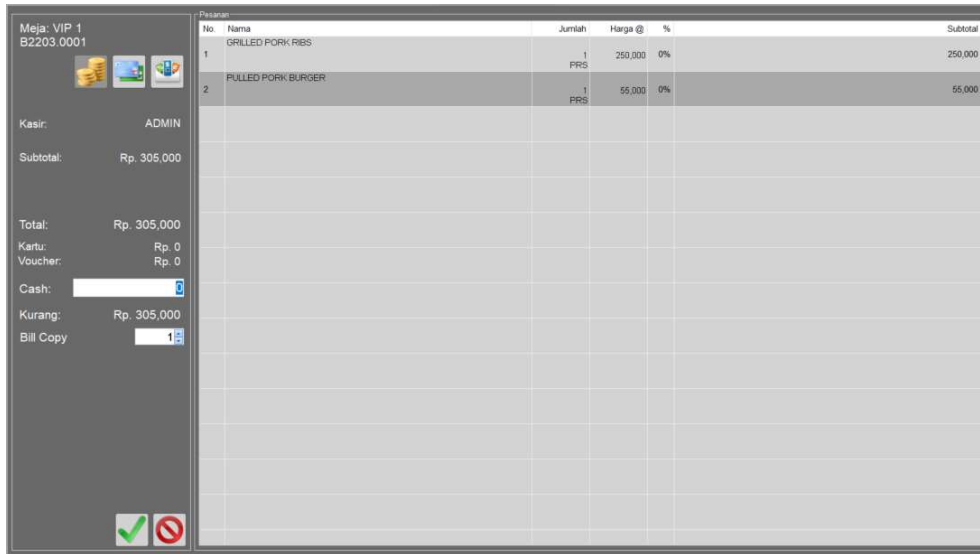 Meja: VIP 1
B2203.0001
Kasir: ADMIN
Subtotal: Rp. 305,000
Total: Rp. 305,000
Kartu: Rp. 0
Voucher: Rp. 0
Cash: 0
Kurang: Rp. 305,000
Bill Copy 1
Pesanan
No. Nama Jumlah Harga @ % Subtotal
GRILLED PORK RIBS
1 1 250,000 0% 250,000
PRS
PULLED PORK BURGER
2 1 55,000 0% 55,000
PRS